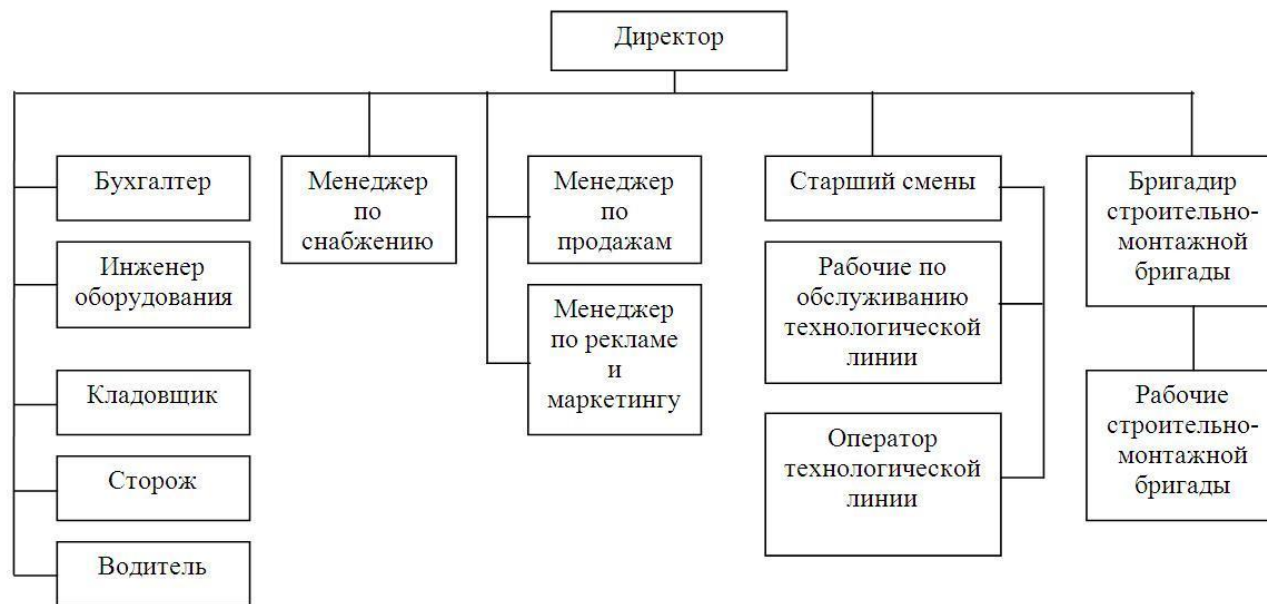 Директор
Бухгалтер
Инженер
оборудования
Кладовщик
Сторож
Водитель
Менеджер
по
снабжению
Менеджер
по
продажам
Менеджер
по рекламе
и
маркетингу
Старший смены
Рабочие по
обслуживанию
технологической
линии
Оператор
технологической
линии
Бригадир
строительно-
монтажной
бригады
Рабочие
строительно-
монтажной
бригады